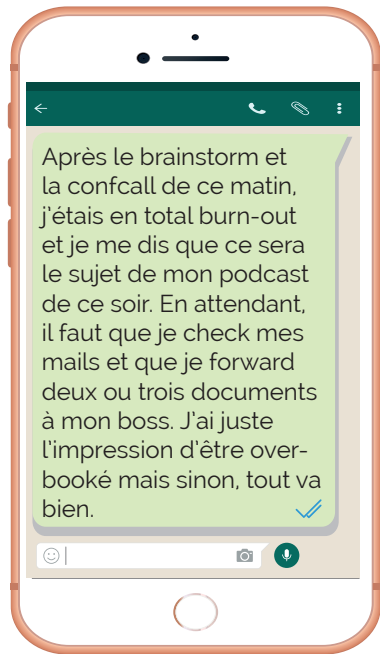 Après le brainstorm et
la confcall de ce matin,
j'étais en total burn-out
et je me dis que ce sera
le sujet de mon podcast
de ce soir. En attendant,
il faut que je check mes
mails et que je forward
deux ou trois documents
à mon boss. J'ai juste
l'impression d'être over-
booké mais sinon, tout va
bien.